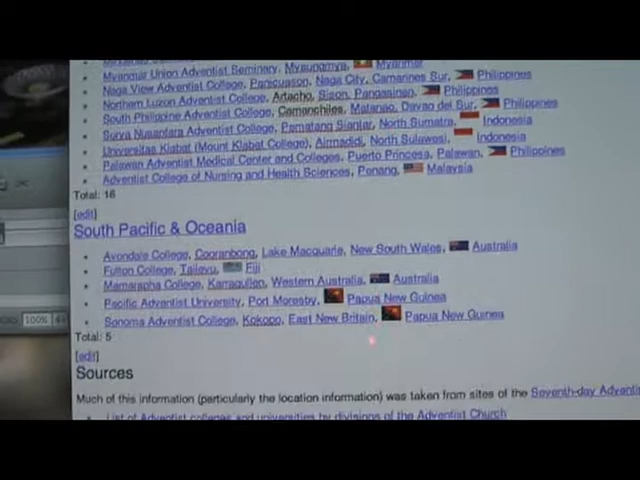 Myanmar Union Adventist Seminary, Myaungmya, Myanmar
Naga View Adventist College, Panicuason, Naga City, Camarines Sur, Philippines
Northern Luzon Adventist College, Artacho, Sison, Pangasinan, Philippines
South Philippine Adventist College, Camanchiles, Matanao, Davao del Sur, Philippines
Surya Nusantara Adventist College, Pematang Siantar, North Sumatra, Indonesia
Universitas Klabat (Mount Klabat College), Airmadidi, North Sulawesi, Indonesia
Palawan Adventist Medical Center and Colleges, Puerto Princesa, Palawan, Philippines
Adventist College of Nursing and Health Sciences, Penang, Malaysia
Total: 16
[edit]
South Pacific & Oceania
Avondale College, Cooranbong, Lake Macquarie, New South Wales, Australia
Fulton College, Tailevu, Fiji
Mamarapha College, Karragullen, Western Australia, Australia
Pacific Adventist University, Port Moresby, Papua New Guinea
Sonoma Adventist College, Kokopo, East New Britain, Papua New Guinea
Total: 5
[edit]
Sources
Much of this information (particularly the location information) was taken from sites of the Seventh-day Adventi
List of Adventist colleges and universities by divisions of the Adventist Church
100%